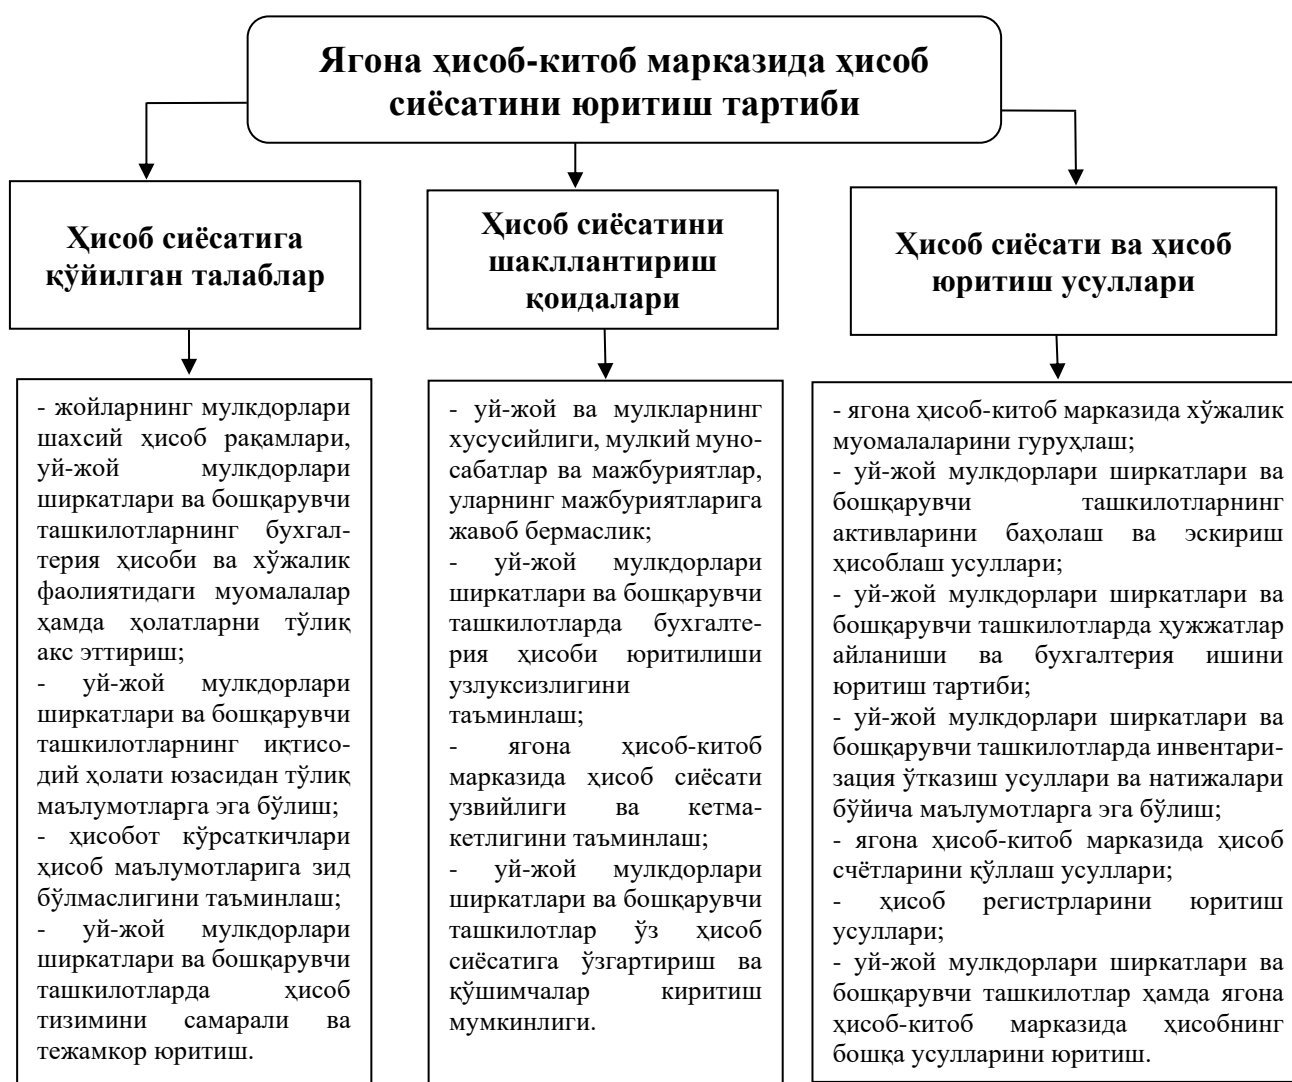 Ягона ҳисоб-китоб марказида ҳисоб
сиёсатини юритиш тартиби
Ҳисоб сиёсатига
қўйилган талаблар
Ҳисоб сиёсатини
шакллантириш
қоидалари
Ҳисоб сиёсати ва ҳисоб
юритиш усуллари
- жойларнинг мулкдорлари
шахсий ҳисоб рақамлари,
уй-жой мулкдорлари
ширкатлари ва бошқарувчи
ташкилотларнинг бухгал-
терия ҳисоби ва хўжалик
фаолиятидаги муомалалар
ҳамда ҳолатларни тўлиқ
акс эттириш;
- уй-жой мулкдорлари
ширкатлари ва бошқарувчи
ташкилотларнинг иқтисо-
дий ҳолати юзасидан тўлиқ
маълумотларга эга бўлиш;
- ҳисобот кўрсаткичлари
ҳисоб маълумотларига зид
бўлмаслигини таъминлаш;
- уй-жой мулкдорлари
ширкатлари ва бошқарувчи
ташкилотларда ҳисоб
тизимини самарали ва
тежамкор юритиш.
- уй-жой ва мулкларнинг
хусусийлиги, мулкий муно-
сабатлар ва мажбуриятлар,
уларнинг мажбуриятларига
жавоб бермаслик;
- уй-жой мулкдорлари
ширкатлари ва бошқарувчи
ташкилотларда бухгалте-
рия ҳисоби юритилиши
узлуксизлигини
таъминлаш;
- ягона ҳисоб-китоб
марказида ҳисоб сиёсати
узвийлиги ва кетма-
кетлигини таъминлаш;
- уй-жой мулкдорлари
ширкатлари ва бошқарувчи
ташкилотлар ўз ҳисоб
сиёсатига ўзгартириш ва
қўшимчалар киритиш
мумкинлиги.
- ягона ҳисоб-китоб марказида хўжалик
муомалаларини гуруҳлаш;
- уй-жой мулкдорлари ширкатлари ва
бошқарувчи ташкилотларнинг
активларини баҳолаш ва эскириш
ҳисоблаш усуллари;
- уй-жой мулкдорлари ширкатлари ва
бошқарувчи ташкилотларда ҳужжатлар
айланиши ва бухгалтерия ишини
юритиш тартиби;
- уй-жой мулкдорлари ширкатлари ва
бошқарувчи ташкилотларда инвентари-
зация ўтказиш усуллари ва натижалари
бўйича маълумотларга эга бўлиш;
- ягона ҳисоб-китоб марказида ҳисоб
счётларини қўллаш усуллари;
- ҳисоб регистрларини юритиш
усуллари;
- уй-жой мулкдорлари ширкатлари ва
бошқарувчи ташкилотлар ҳамда ягона
ҳисоб-китоб марказида ҳисобнинг
бошқа усулларини юритиш.